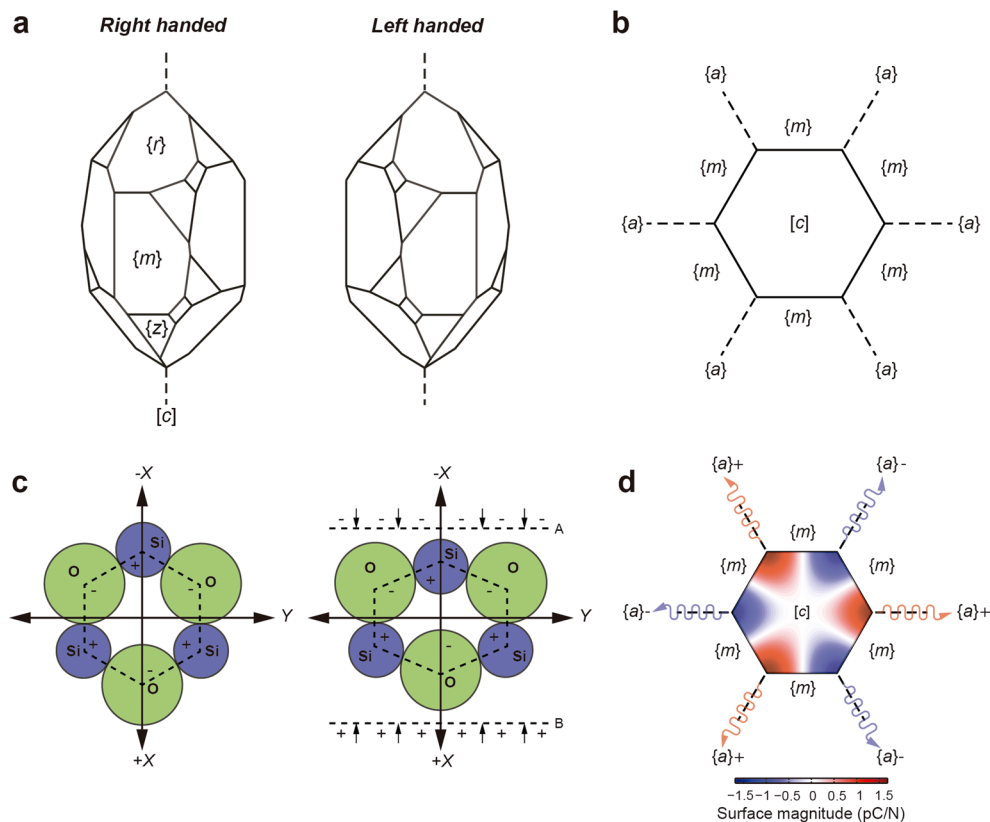 a
Right handed
Left handed
{r}
{m}
{z}
[c]
b
{a} {a}
{m}
{m} {m}
{a} [c] {a}
{m} {m}
{m}
{a} {a}
c
-X
Si
+
O O
- -
Y
+ +
Si Si
-
O
+X
-X
- - - - - -
A
Si
+
O O
- -
Y
+ +
Si Si
-
O
B
+ + + + + +
+X
d
{a}+ {a}-
{m}
{m} {m}
{a}- [c] {a}+
{m} {m}
{m}
{a}+ {a}-
−1.5 −1 −0.5 0 0.5 1 1.5
Surface magnitude (pC/N)